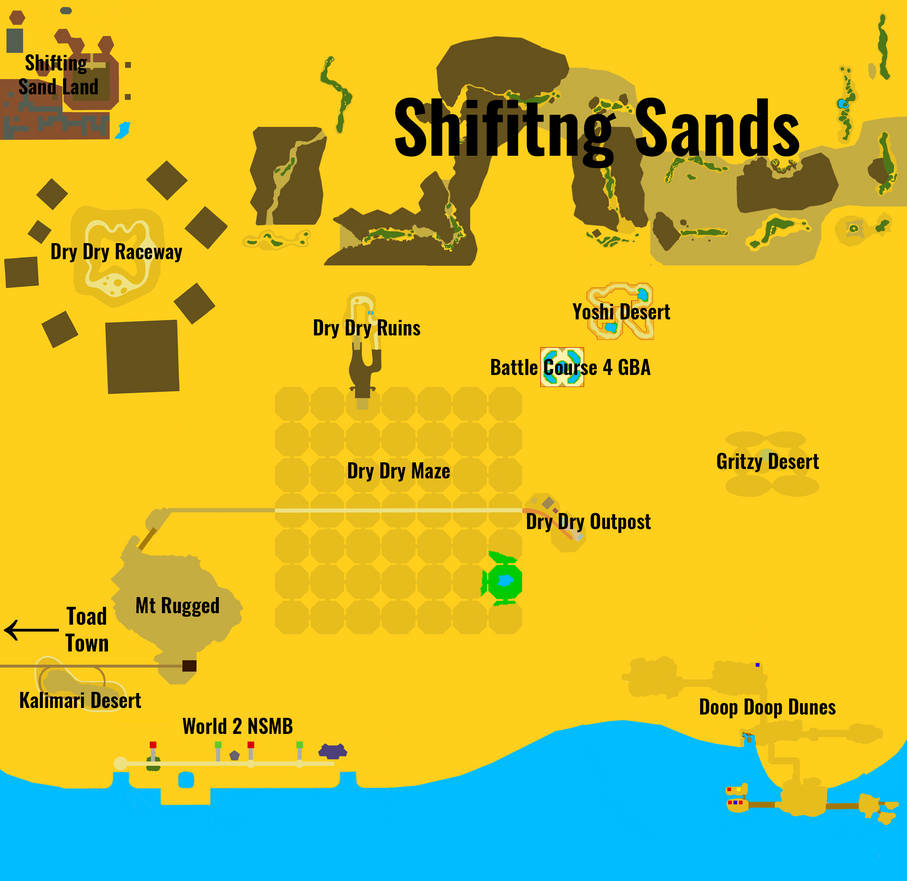 Shifting
Sand Land
Shifitng Sands
Dry Dry Raceway
Yoshi Desert
Dry Dry Ruins
Battle Course 4 GBA
Gritzy Desert
Dry Dry Maze
Dry Dry Outpost
Mt Rugged
Toad
Town
Kalimari Desert
Doop Doop Dunes
World 2 NSMB